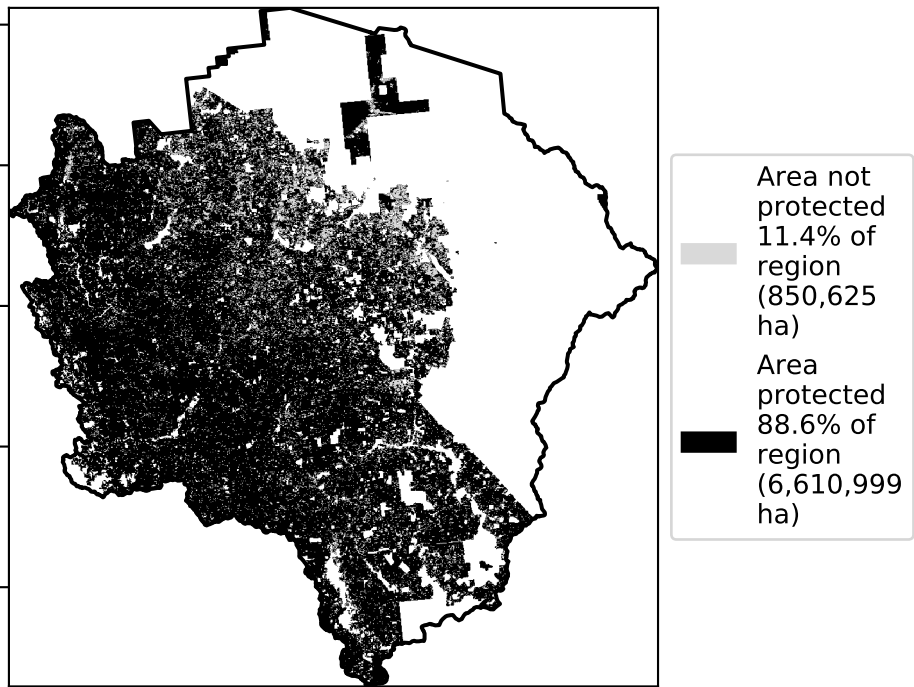 Area not
protected
11.4% of
region
(850,625
ha)
Area
protected
88.6% of
region
(6,610,999
ha)